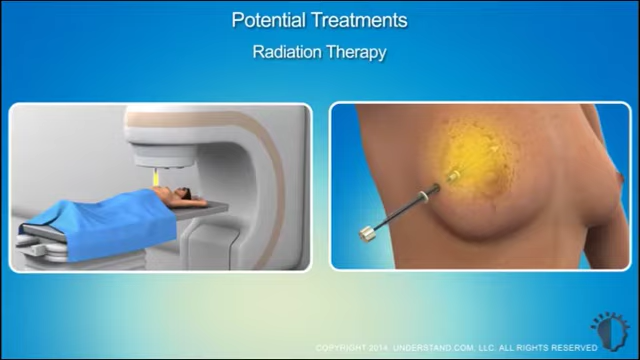 Potential Treatments
Radiation Therapy
COPYRIGHT 2014 UNDERSTAND.COM, LLC. ALL RIGHTS RESERVED